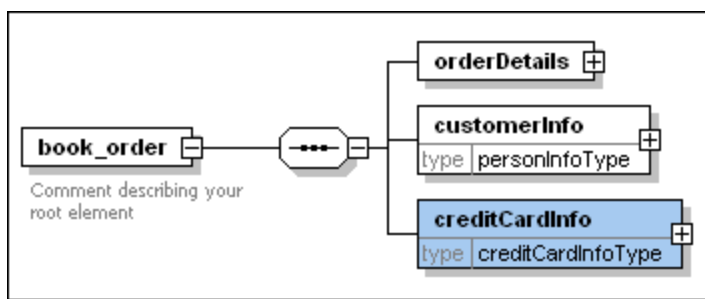 orderDetails
customerInfo
type personInfoType
book_order
Comment describing your
root element
creditCardInfo
type creditCardInfoType